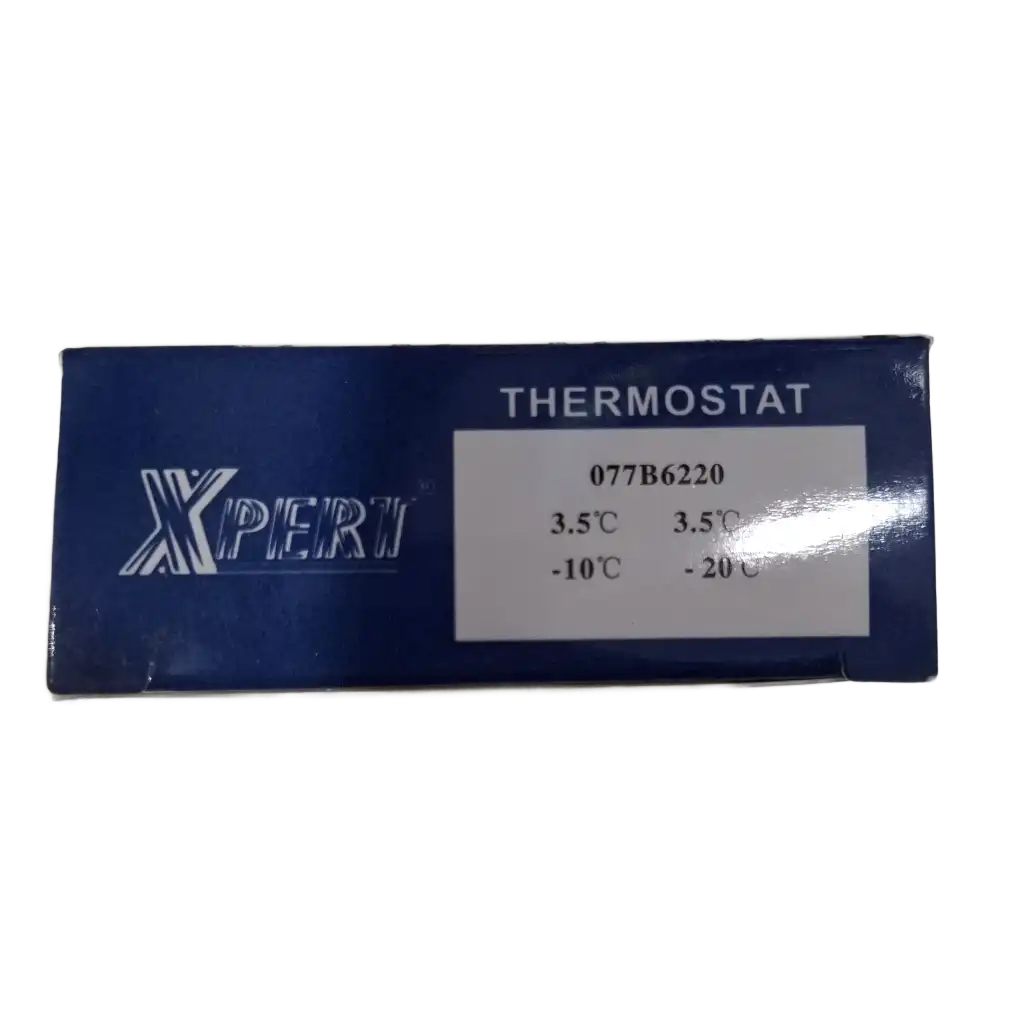 THERMOSTAT
XPERT
077B6220
3.5℃ 3.5℃
-10℃ - 20℃